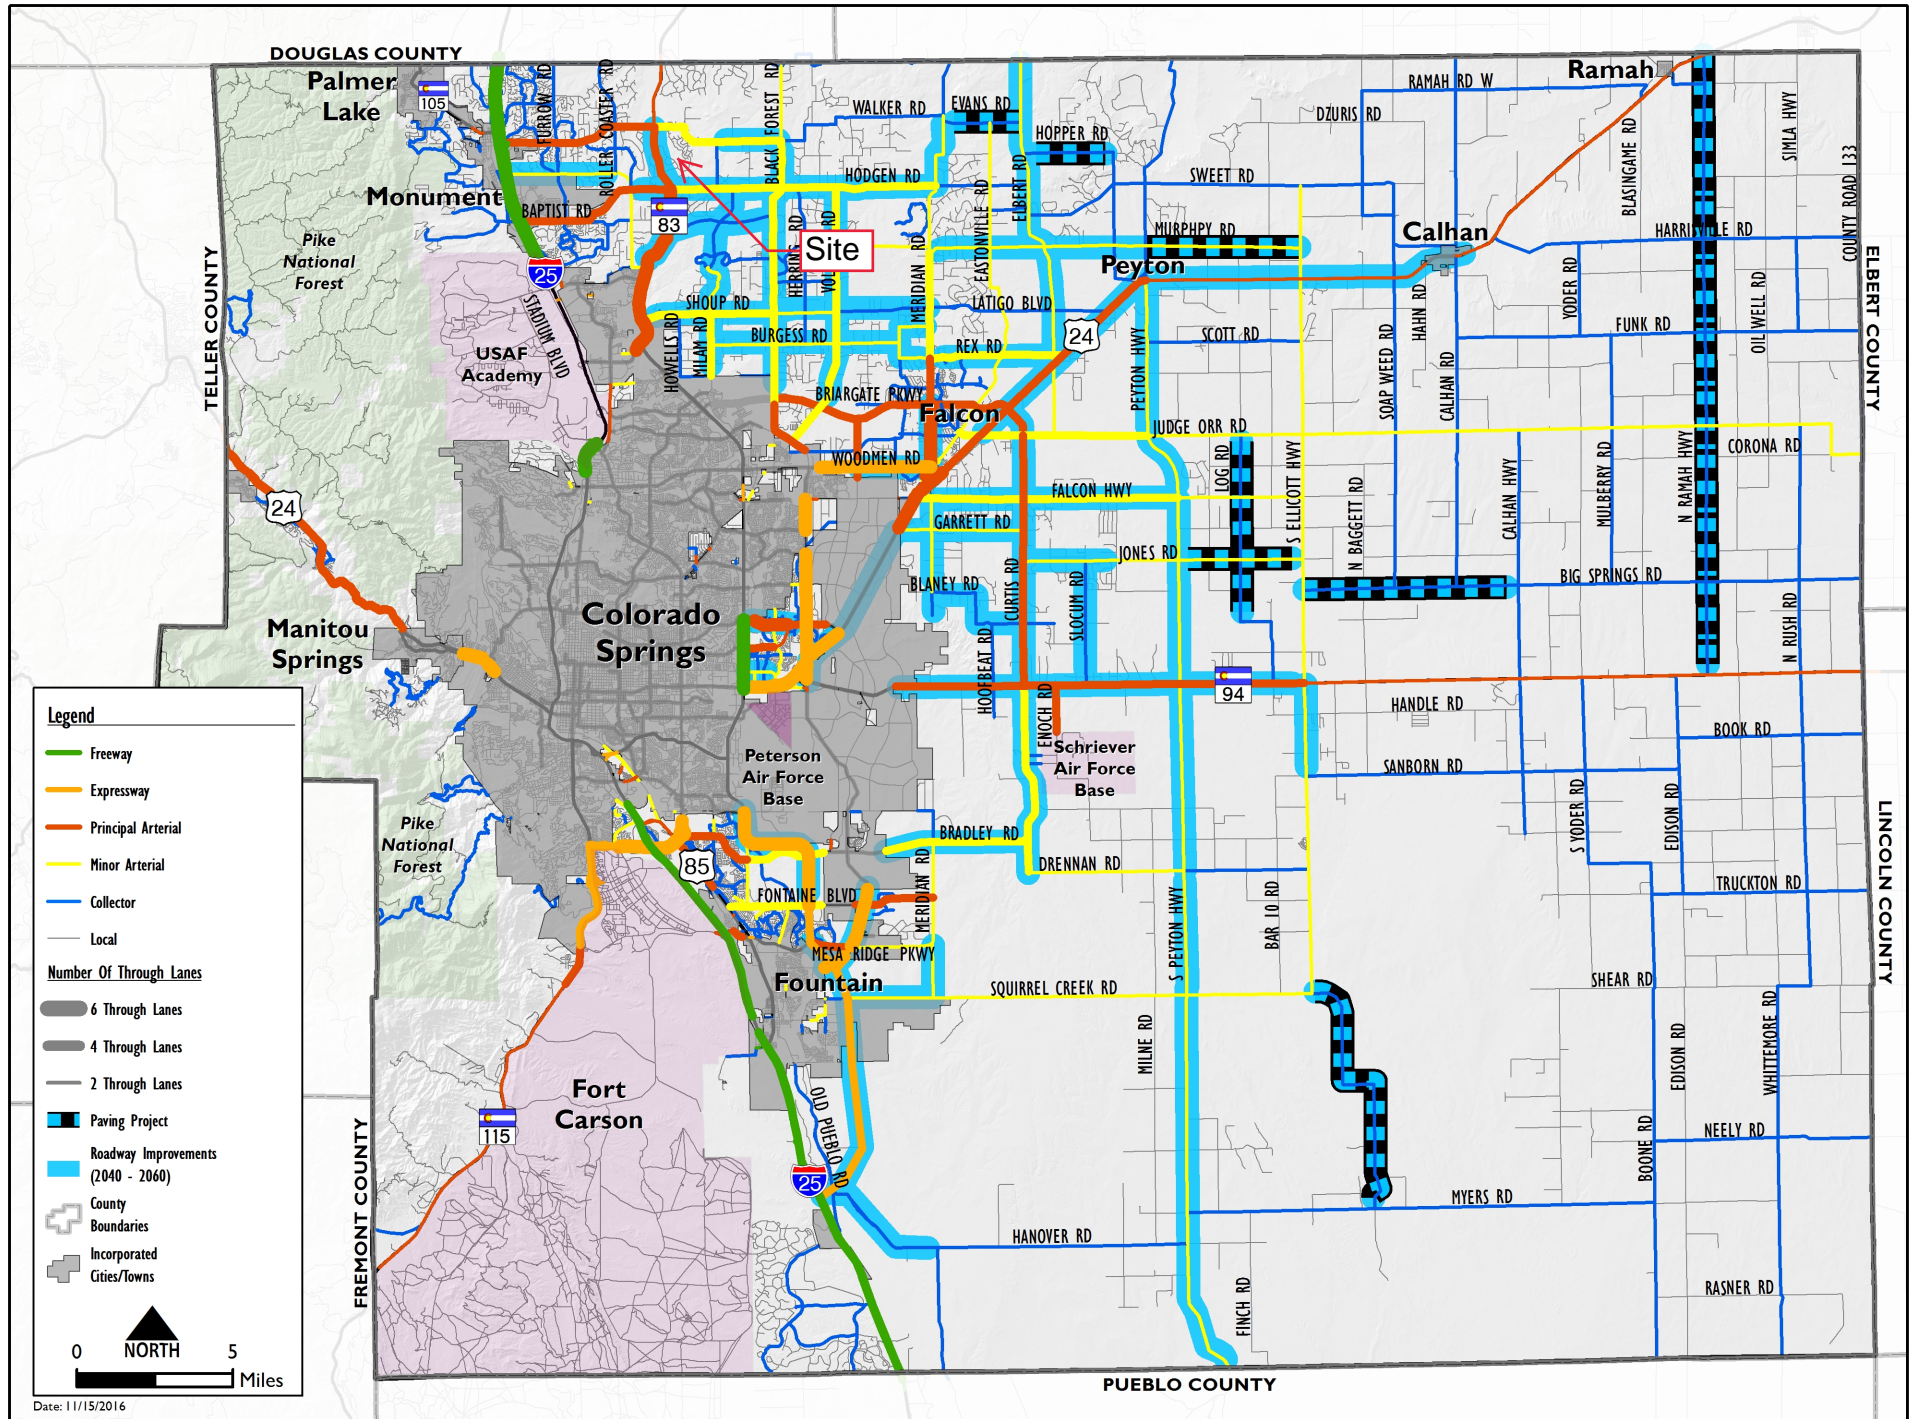 DOUGLAS COUNTY
Palmer
Lake
105
FURROW RD
ROLLER COASTER RD
BLACK FOREST RD
WALKER RD
EVANS RD
HOPPER RD
RAMAH RD W
Ramah
DZURIS RD
BLASINGAME RD
SIMLA HWY
COUNTY ROAD 133
Monument
BAPTIST RD
83
HODGEN RD
EASTONVILLE RD
ELBERT RD
SWEET RD
MURPHPY RD
Calhan
HARRISVILLE RD
Pike
National
Forest
TELLER COUNTY
25
Site
MERIDIAN RD
Peyton
ELBERT COUNTY
STADIUM BLVD
SHOUP RD
LATIGO BLVD
24
HAHN RD
YODER RD
OIL WELL RD
USAF
Academy
HOWELLS RD
MILAM RD
BURGESS RD
REX RD
PEYTON HWY
SCOTT RD
FUNK RD
SOAP WEED RD
CALHAN RD
BRIARGATE PKWY
Falcon
JUDGE ORR RD
WOODMEN RD
LOG RD
S ELLICOTT HWY
N BAGGETT RD
CALHAN HWY
MULBERRY RD
N RAMAH HWY
CORONA RD
24
FALCON HWY
GARRETT RD
JONES RD
BLANEY RD
CURTIS RD
SLOCUM RD
BIG SPRINGS RD
Colorado
Springs
Manitou
Springs
HOOFBEAT RD
N RUSH RD
94
ENOCH RD
HANDLE RD
BOOK RD
Peterson
Air Force
Base
Schriever
Air Force
Base
SANBORN RD
Pike
National
Forest
85
BRADLEY RD
DRENNAN RD
MERIDIAN RD
S YODER RD
EDISON RD
LINCOLN COUNTY
FONTAINE BLVD
TRUCKTON RD
MESA RIDGE PKWY
BAR 10 RD
S PEYTON HWY
Fountain
SQUIRREL CREEK RD
SHEAR RD
MILNE RD
EDISON RD
WHITTEMORE RD
Fort
Carson
115
OLD PUEBLO RD
BOONE RD
NEELY RD
25
MYERS RD
HANOVER RD
FREMONT COUNTY
FINCH RD
RASNER RD
PUEBLO COUNTY
Legend
Freeway
Expressway
Principal Arterial
Minor Arterial
Collector
Local
Number Of Through Lanes
6 Through Lanes
4 Through Lanes
2 Through Lanes
Paving Project
Roadway Improvements
(2040 - 2060)
County
Boundaries
Incorporated
Cities/Towns
NORTH
0 5
Miles
Date: 11/15/2016